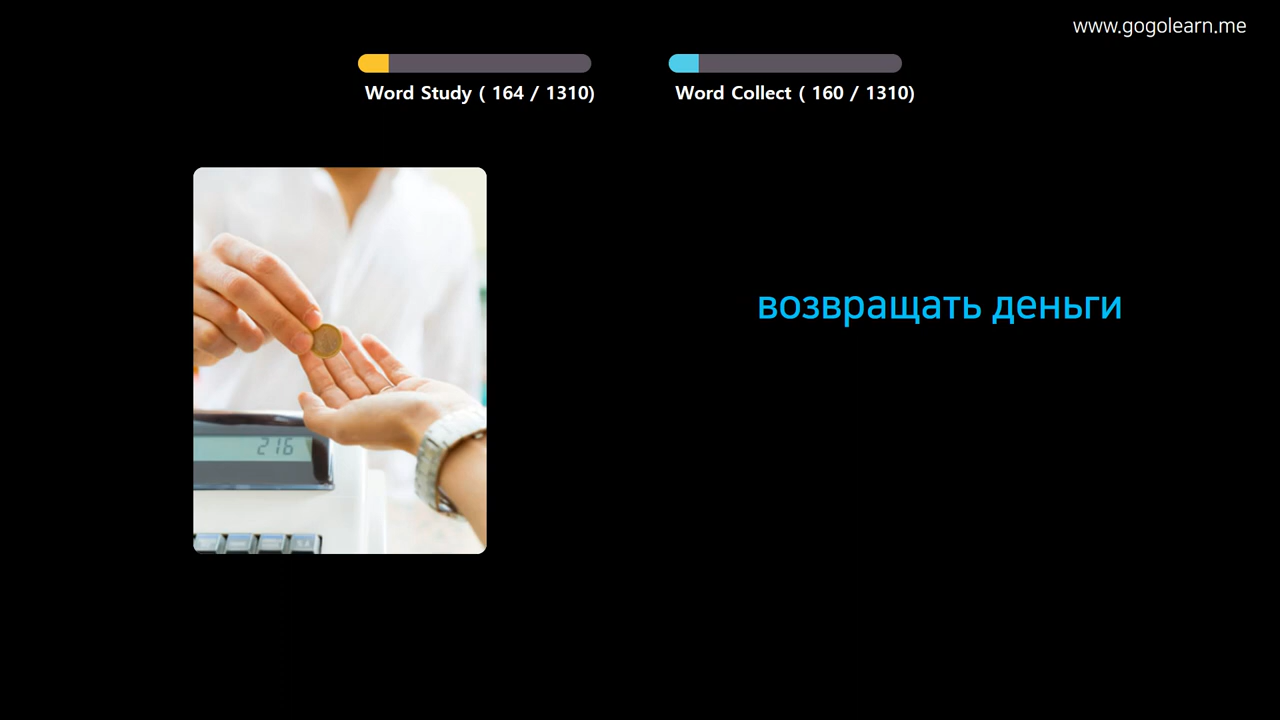 www.gogolearn.me
Word Study ( 164 / 1310)
Word Collect ( 160 / 1310)
возвращать деньги
216